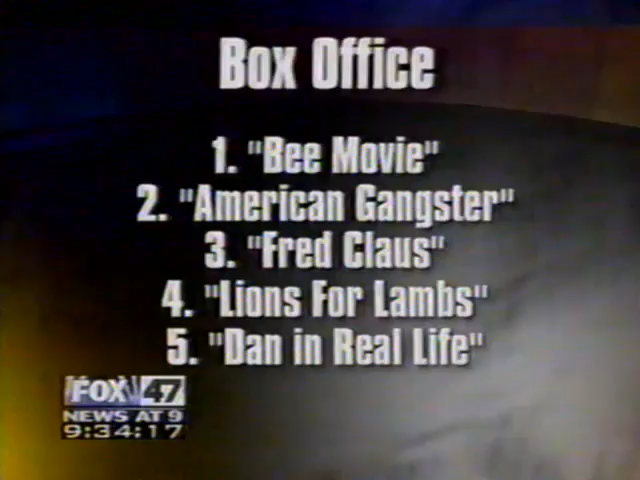 Box Office
1. "Bee Movie"
2. "American Gangster"
3. "Fred Claus"
4. "Lions For Lambs"
5. "Dan in Real Life"
FOX 47
NEWS AT 9
9:34:17